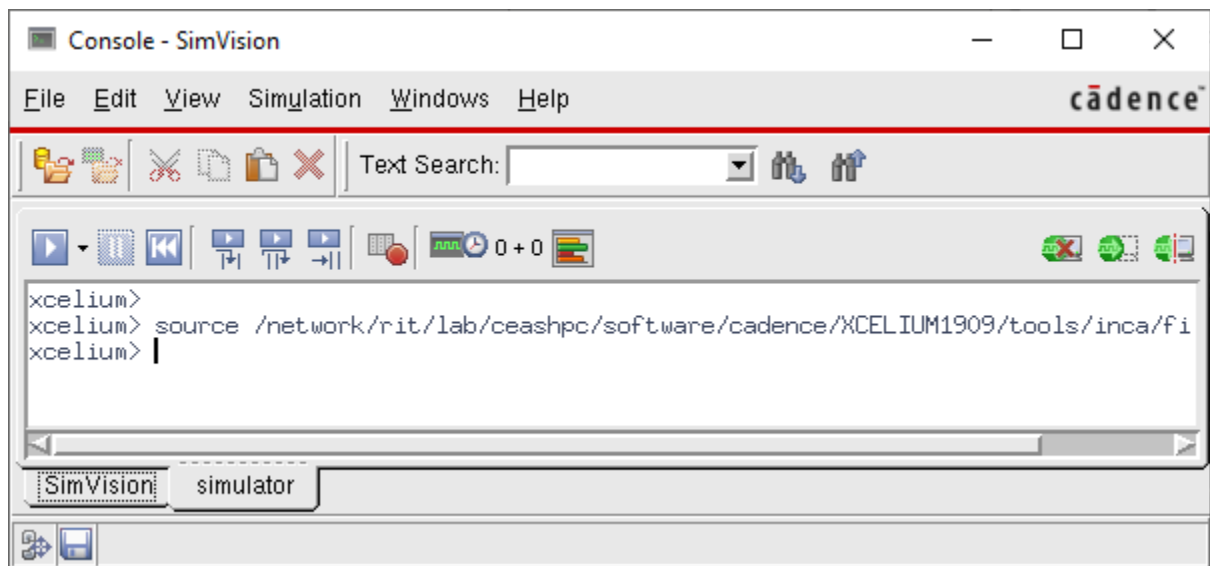 Console - SimVision
File Edit View Simulation Windows Help
cādence™
Text Search:
0 + 0
xcelium>
xcelium> source /network/rit/lab/ceashpc/software/cadence/XCELIUM1909/tools/inca/fi
xcelium>
SimVision simulator